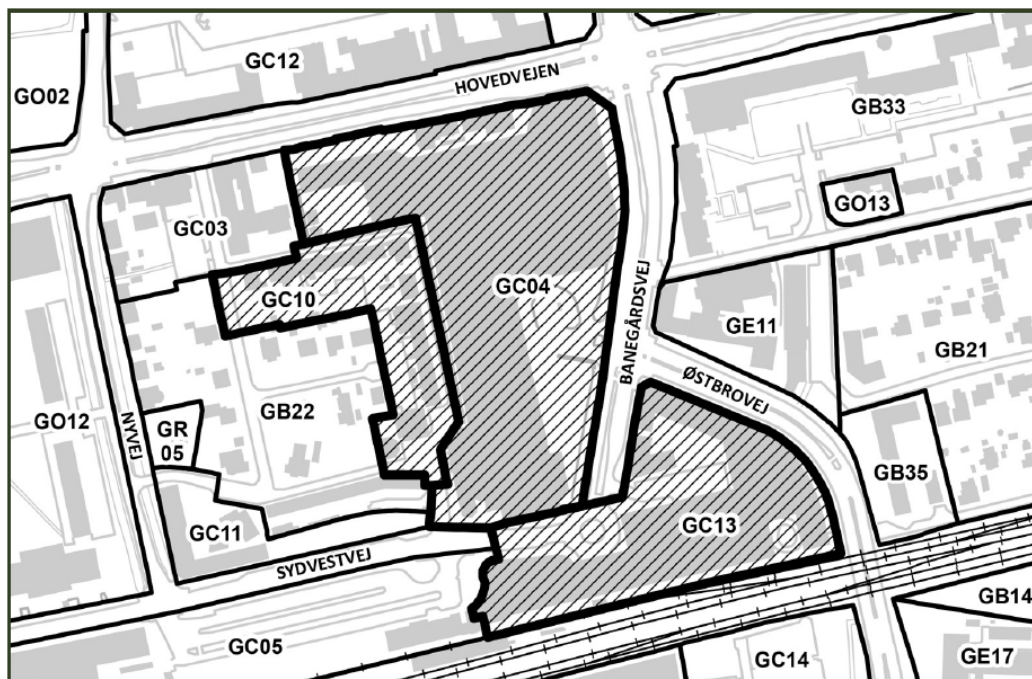 GC12
HOVEDVEJEN
GO02
GB33
GO13
GC03
GC10
GC04
BANEGÅRDSVEJ
GE11
GB21
ØSTBROVEJ
GO12
NYVEJ
GR
05
GB22
GB35
GC11
GC13
SYDVESTVEJ
GC05
GB14
GC14
GE17